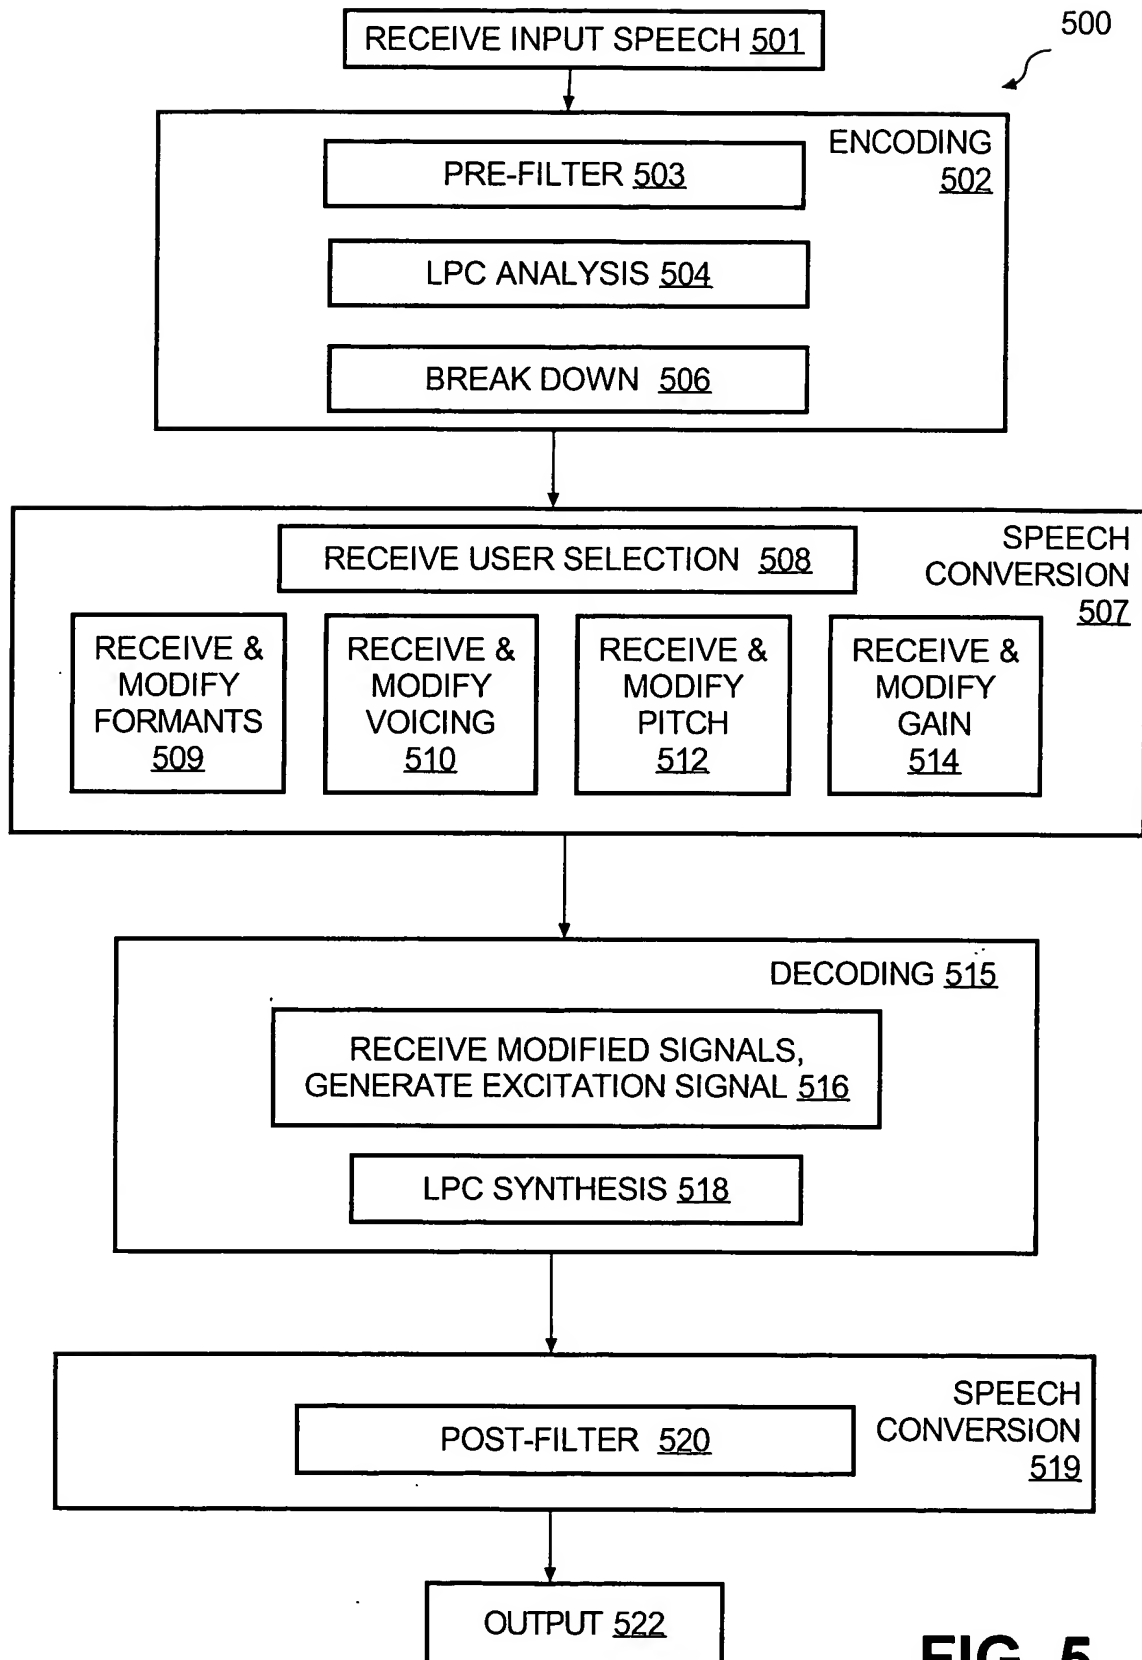 500
RECEIVE INPUT SPEECH 501
ENCODING
502
PRE-FILTER 503
LPC ANALYSIS 504
BREAK DOWN 506
SPEECH
CONVERSION
507
RECEIVE USER SELECTION 508
RECEIVE &
MODIFY
FORMANTS
509
RECEIVE &
MODIFY
VOICING
510
RECEIVE &
MODIFY
PITCH
512
RECEIVE &
MODIFY
GAIN
514
DECODING 515
RECEIVE MODIFIED SIGNALS,
GENERATE EXCITATION SIGNAL 516
LPC SYNTHESIS 518
SPEECH
CONVERSION
519
POST-FILTER 520
OUTPUT 522
FIG. 5